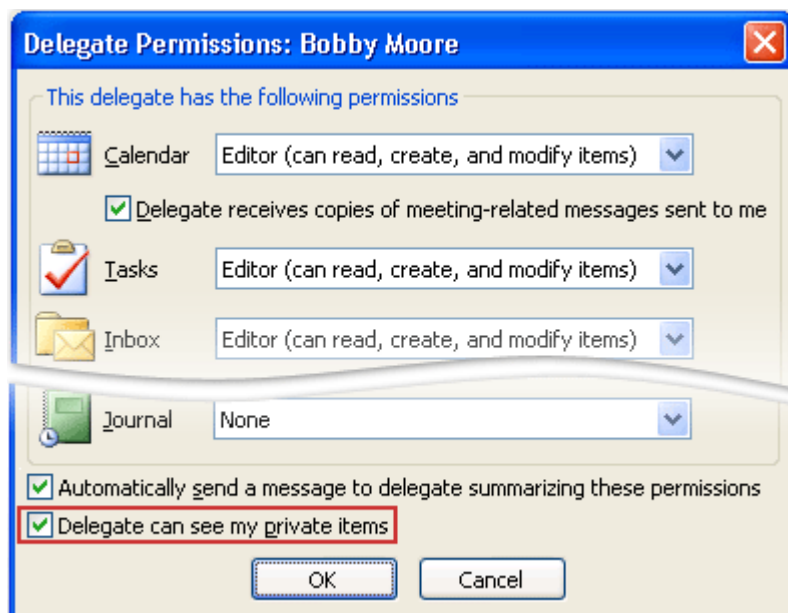 Delegate Permissions: Bobby Moore
This delegate has the following permissions
Calendar Editor (can read, create, and modify items)
Delegate receives copies of meeting-related messages sent to me
Tasks Editor (can read, create, and modify items)
Inbox Editor (can read, create, and modify items)
Journal None
Automatically send a message to delegate summarizing these permissions
Delegate can see my private items
OK Cancel